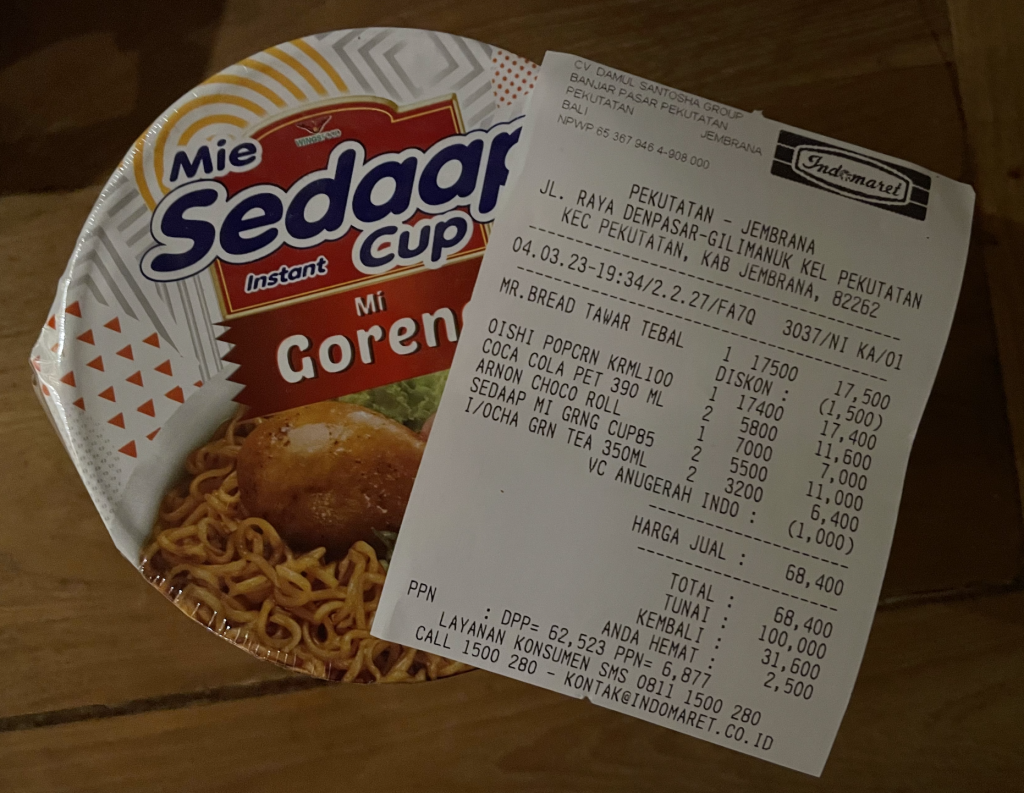 Mie
Sedaap
Instant Cup
Mi
Goreng
CV DAMUL SANTOSHA GROUP
BANJAR PASAR PEKUTATAN
PEKUTATAN JEMBRANA
BALI
NPWP 65 367 946 4-908 000
Indomaret
PEKUTATAN - JEMBRANA
JL. RAYA DENPASAR-GILIMANUK KEL PEKUTATAN
KEC PEKUTATAN, KAB JEMBRANA, 82262
04.03.23-19:34/2.2.27/FA7Q 3037/NI KA/01
MR.BREAD TAWAR TEBAL 1 17500 17,500
DISKON : (1,500)
OISHI POPCRN KRML100 1 17400 17,400
COCA COLA PET 390 ML 2 5800 11,600
ARNON CHOCO ROLL 1 7000 7,000
SEDAAP MI GRNG CUP85 2 5500 11,000
I/OCHA GRN TEA 350ML 2 3200 6,400
VC ANUGERAH INDO : (1,000)
HARGA JUAL : 68,400
TOTAL : 68,400
TUNAI : 100,000
KEMBALI : 31,600
ANDA HEMAT : 2,500
PPN : DPP= 62,523 PPN= 6,877
LAYANAN KONSUMEN SMS 0811 1500 280
CALL 1500 280 - KONTAK@INDOMARET.CO.ID